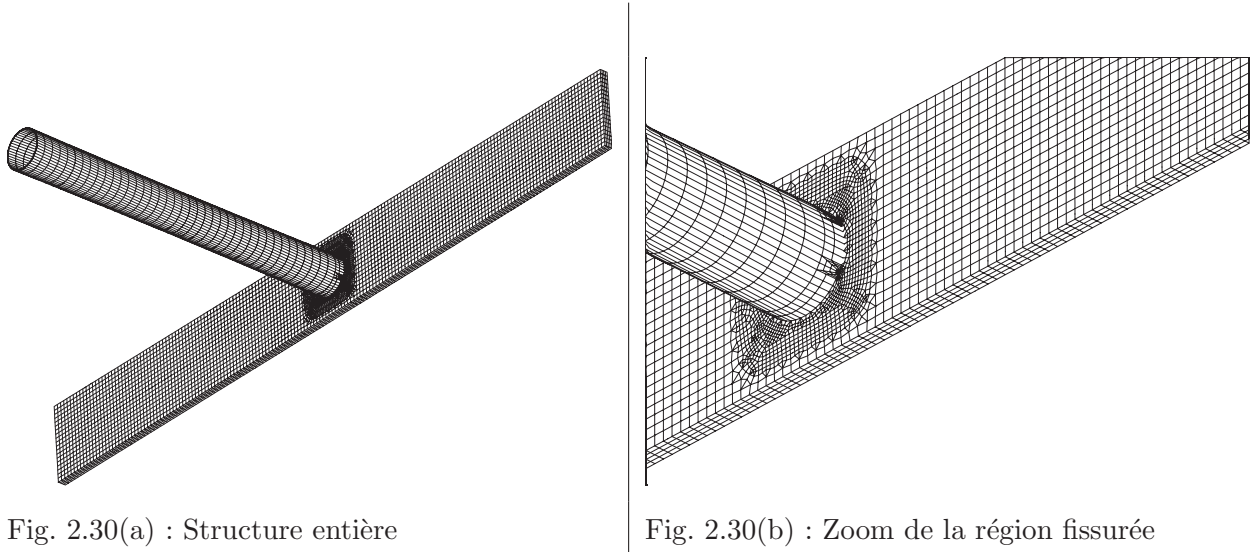 Fig. 2.30(a) : Structure entière
Fig. 2.30(b) : Zoom de la région fissurée